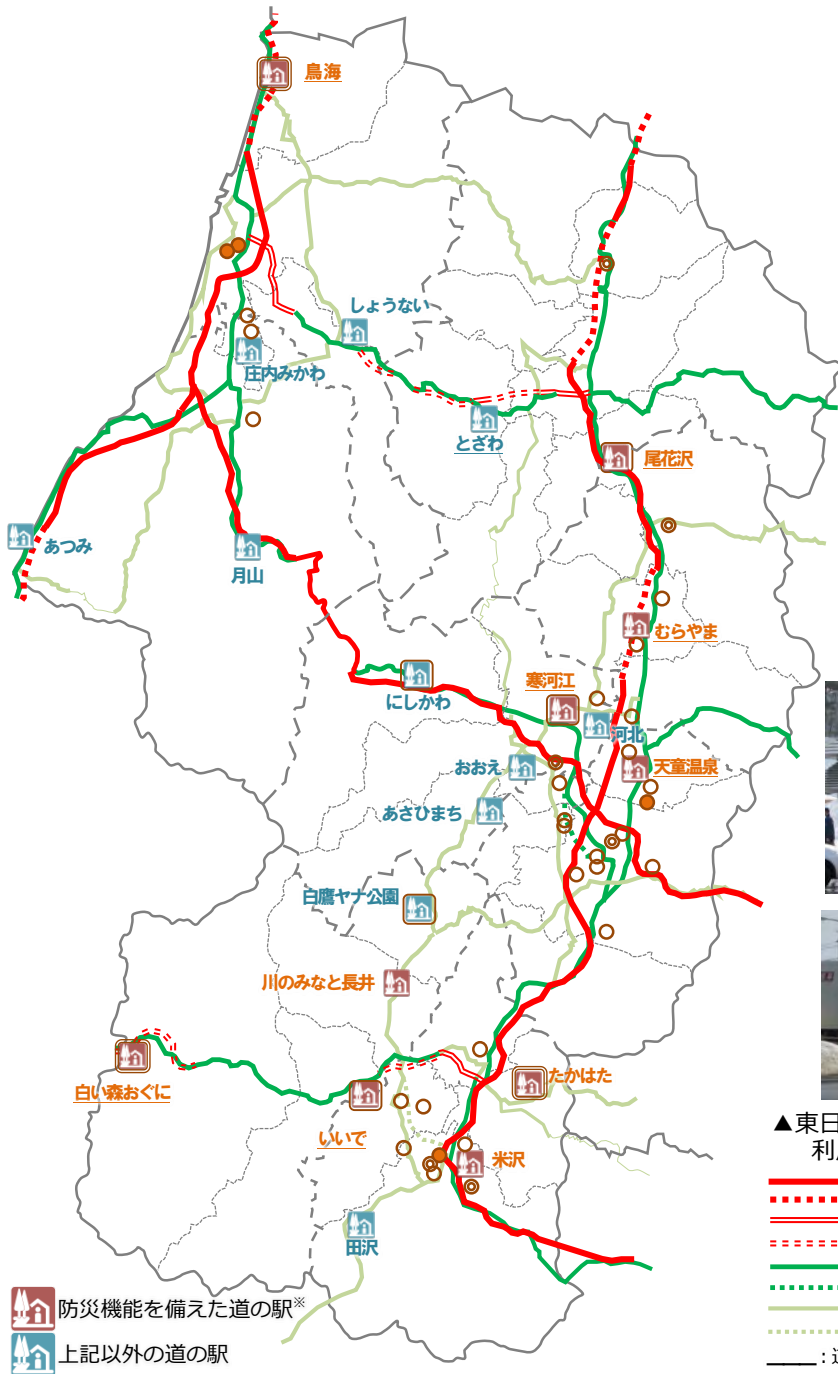 鳥海
しょうない
庄内みかわ
とざわ
尾花沢
あつみ
月山
むらやま
にしかわ
寒河江
河北
おおえ
天童温泉
あさひまち
白鷹ヤナ公園
川のみなと長井
白い森おぐに
たかはた
いいで
米沢
田沢
▲東日
防災機能を備えた道の駅※
上記以外の道の駅